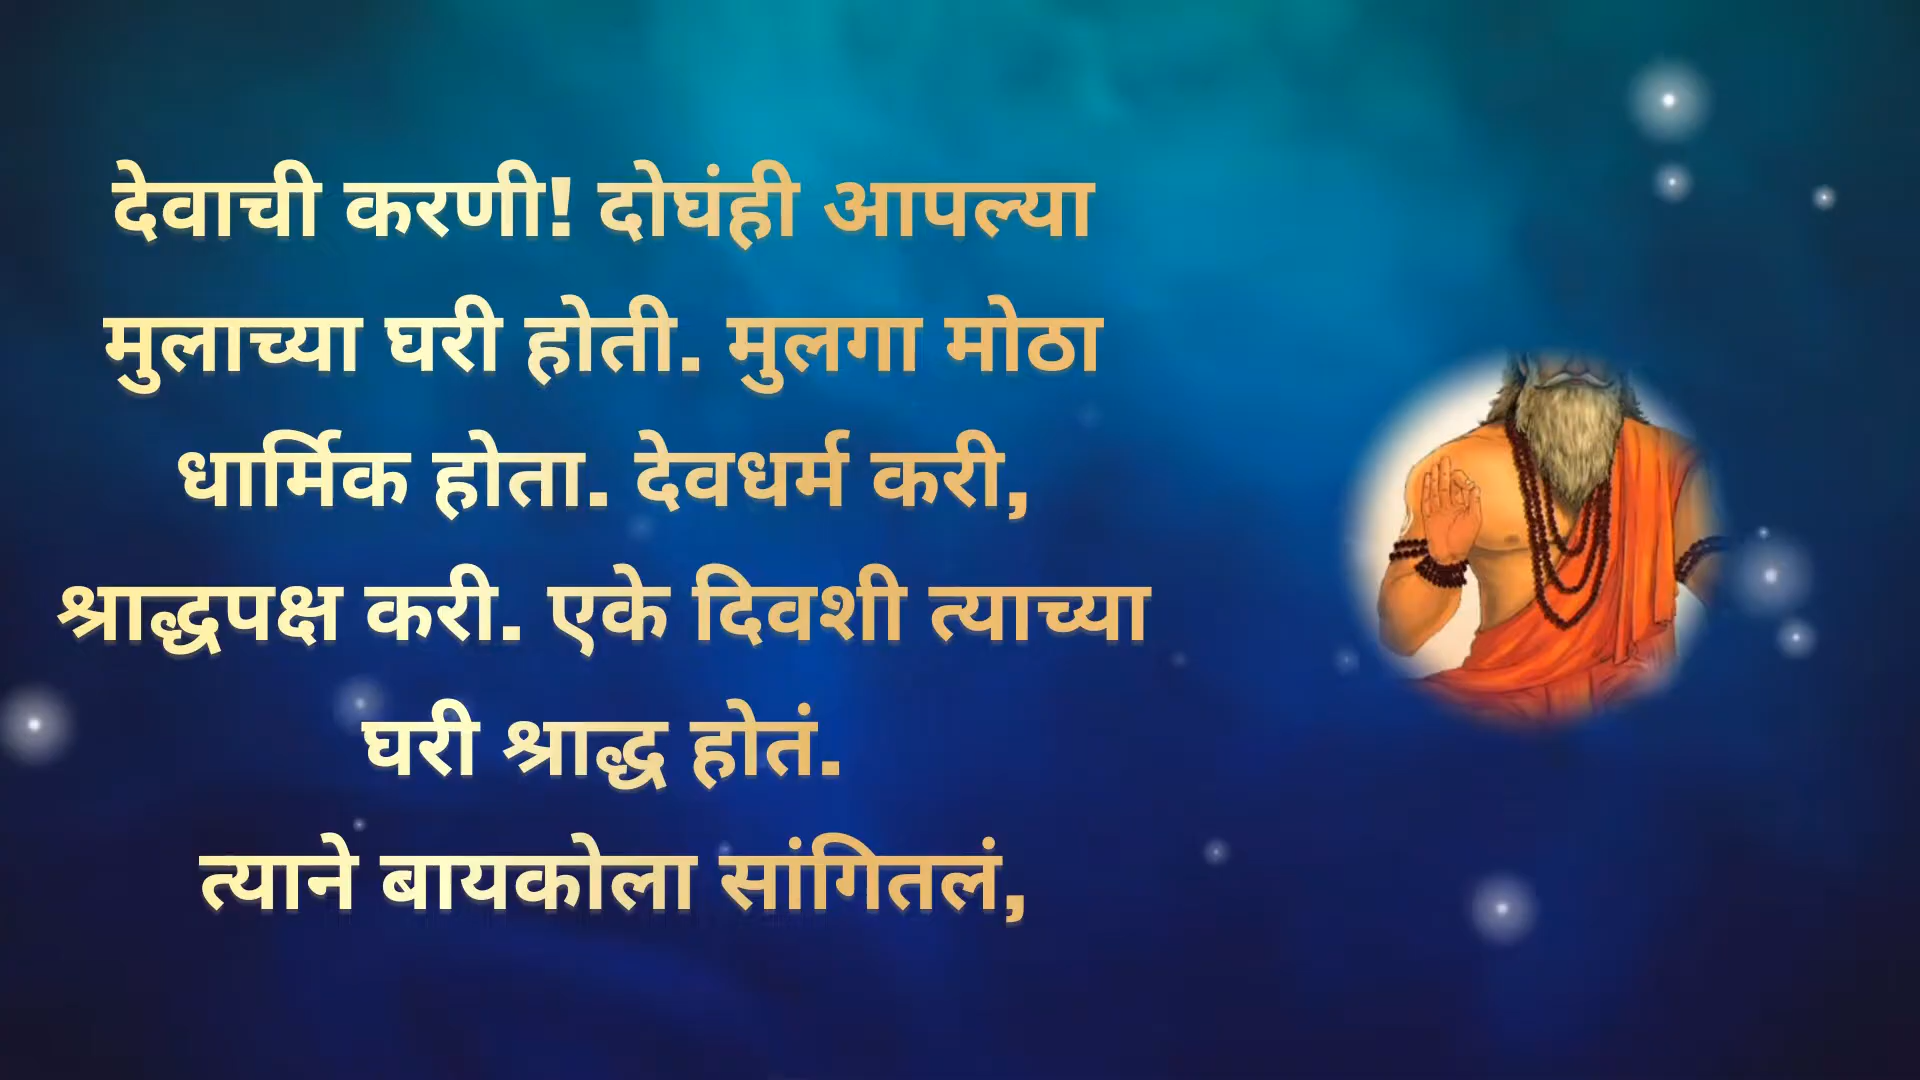 देवाची करणी! दोघंही आपल्या
मुलाच्या घरी होती. मुलगा मोठा
धार्मिक होता. देवधर्म करी,
श्राद्धपक्ष करी. एके दिवशी त्याच्या
घरी श्राद्ध होतं.
त्याने बायकोला सांगितलं,